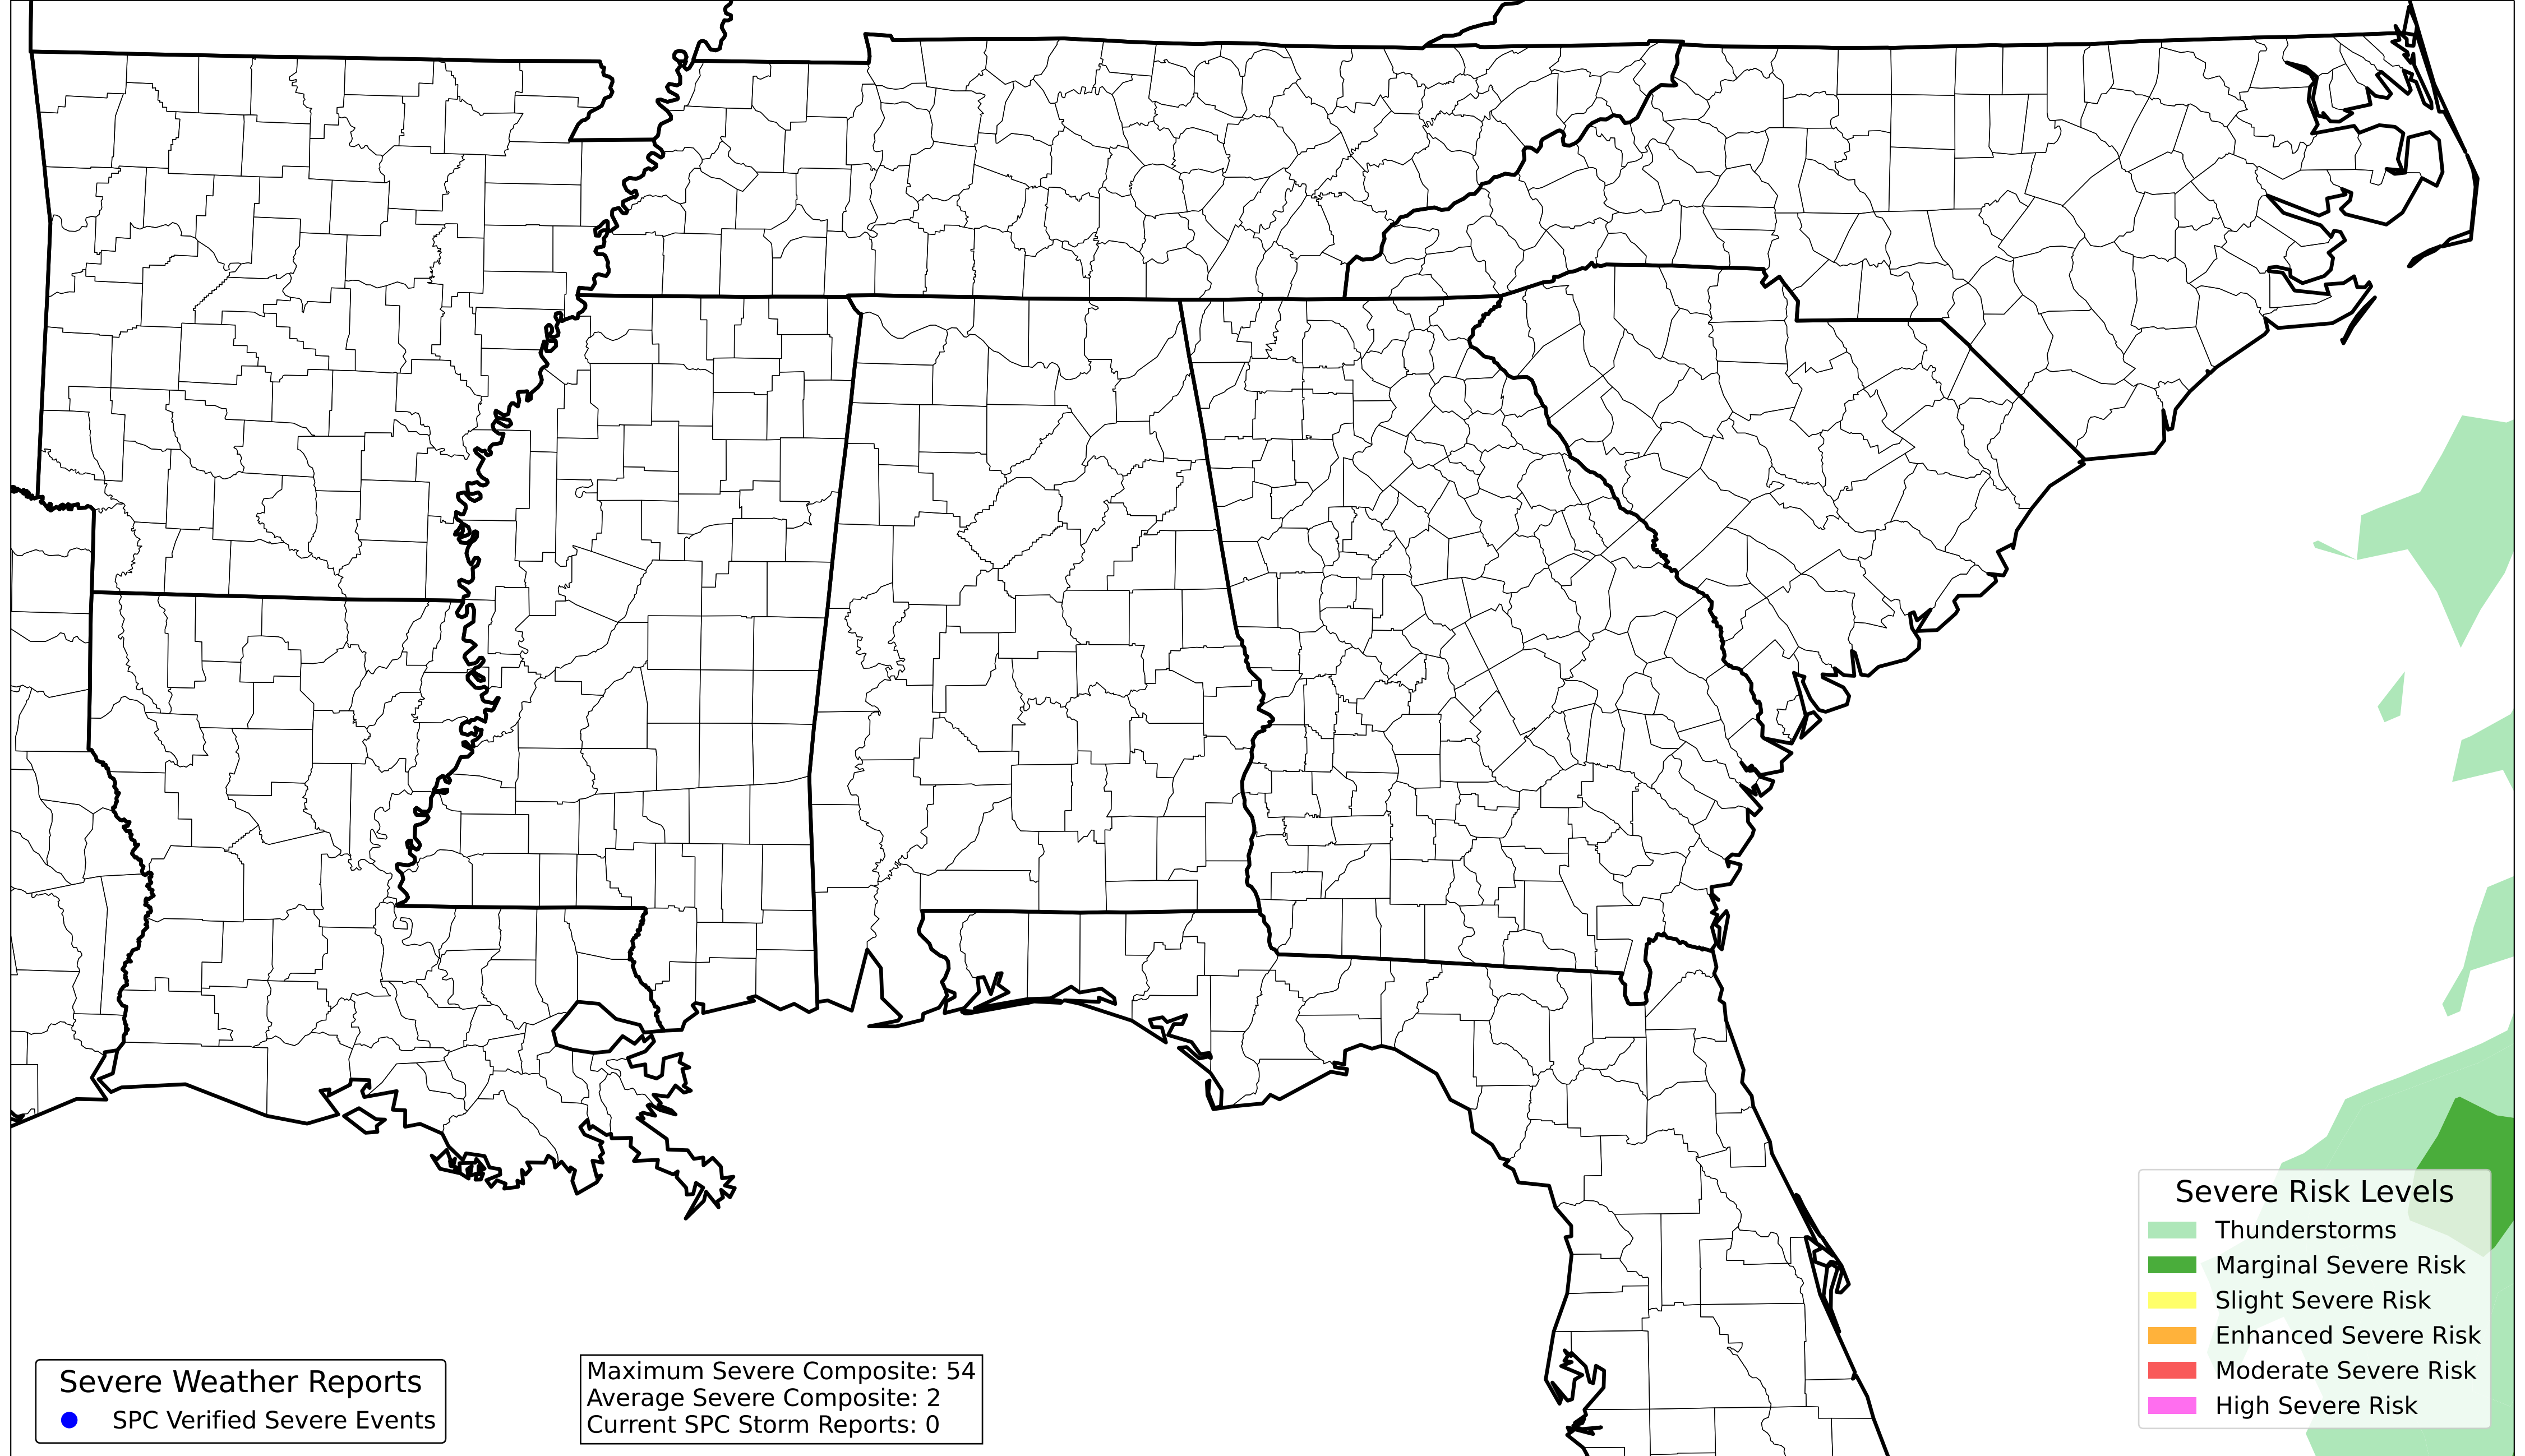 Severe Risk Levels
Thunderstorms
Marginal Severe Risk
Slight Severe Risk
Enhanced Severe Risk
Moderate Severe Risk
High Severe Risk
Severe Weather Reports
SPC Verified Severe Events
Maximum Severe Composite: 54
Average Severe Composite: 2
Current SPC Storm Reports: 0